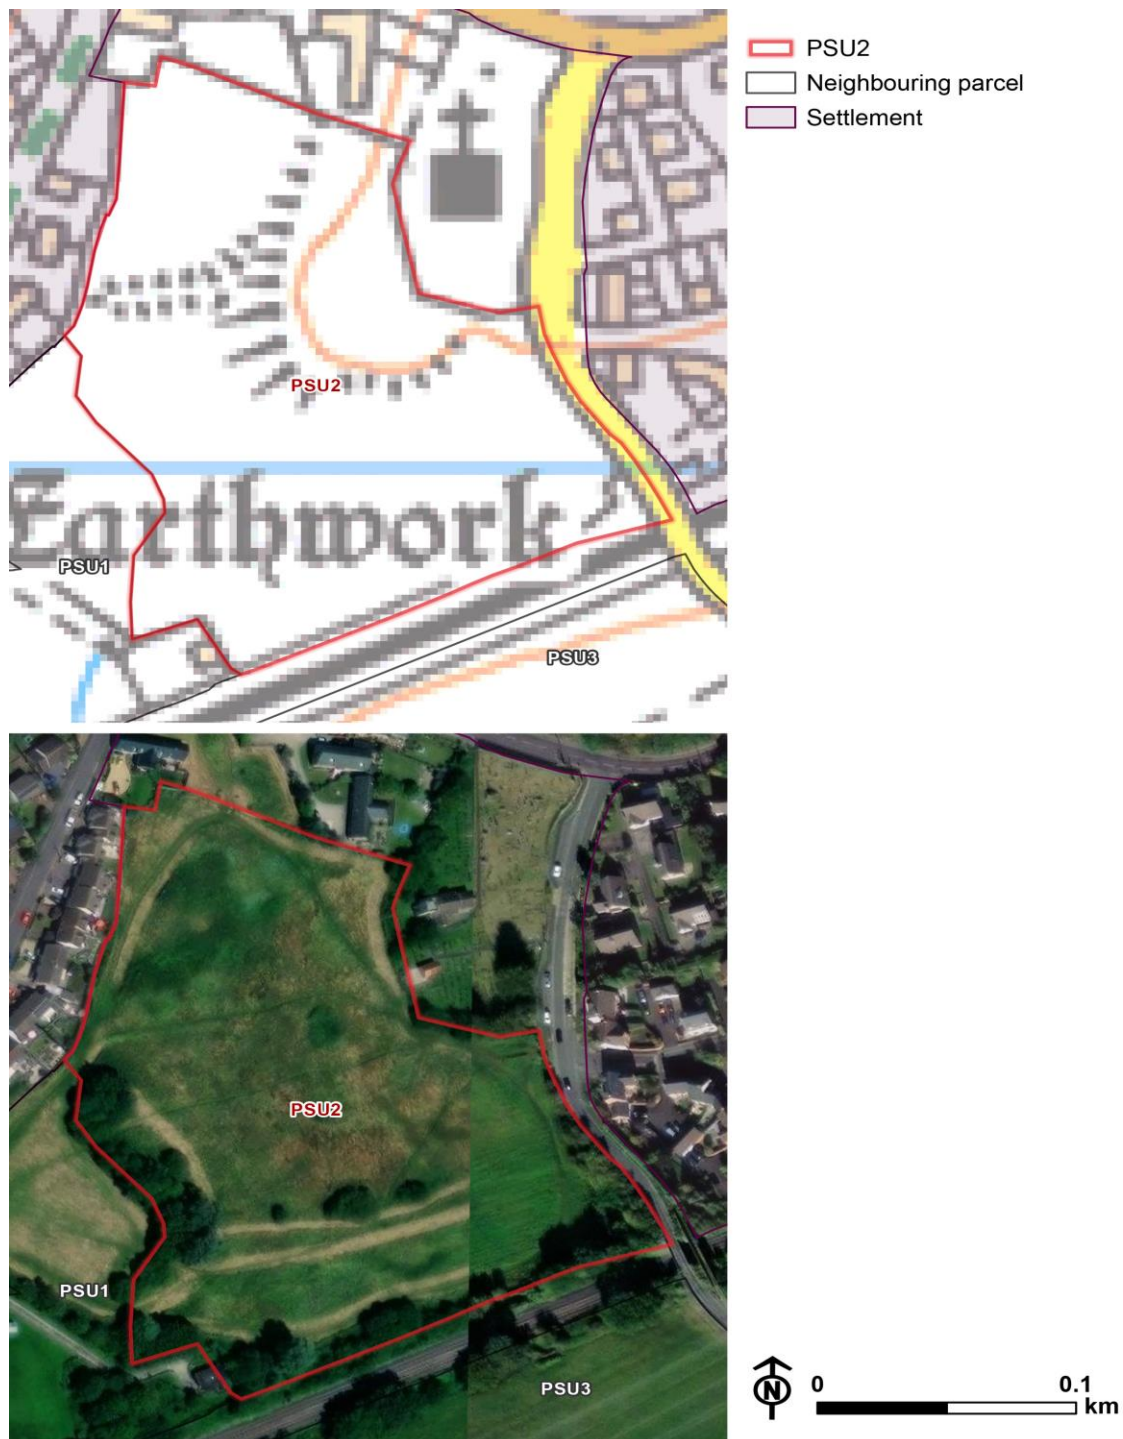 PSU2
Neighbouring parcel
Settlement
PSU2
Earthwork
PSU1
PSU3
PSU2
PSU1
PSU3
N
0 0.1
km